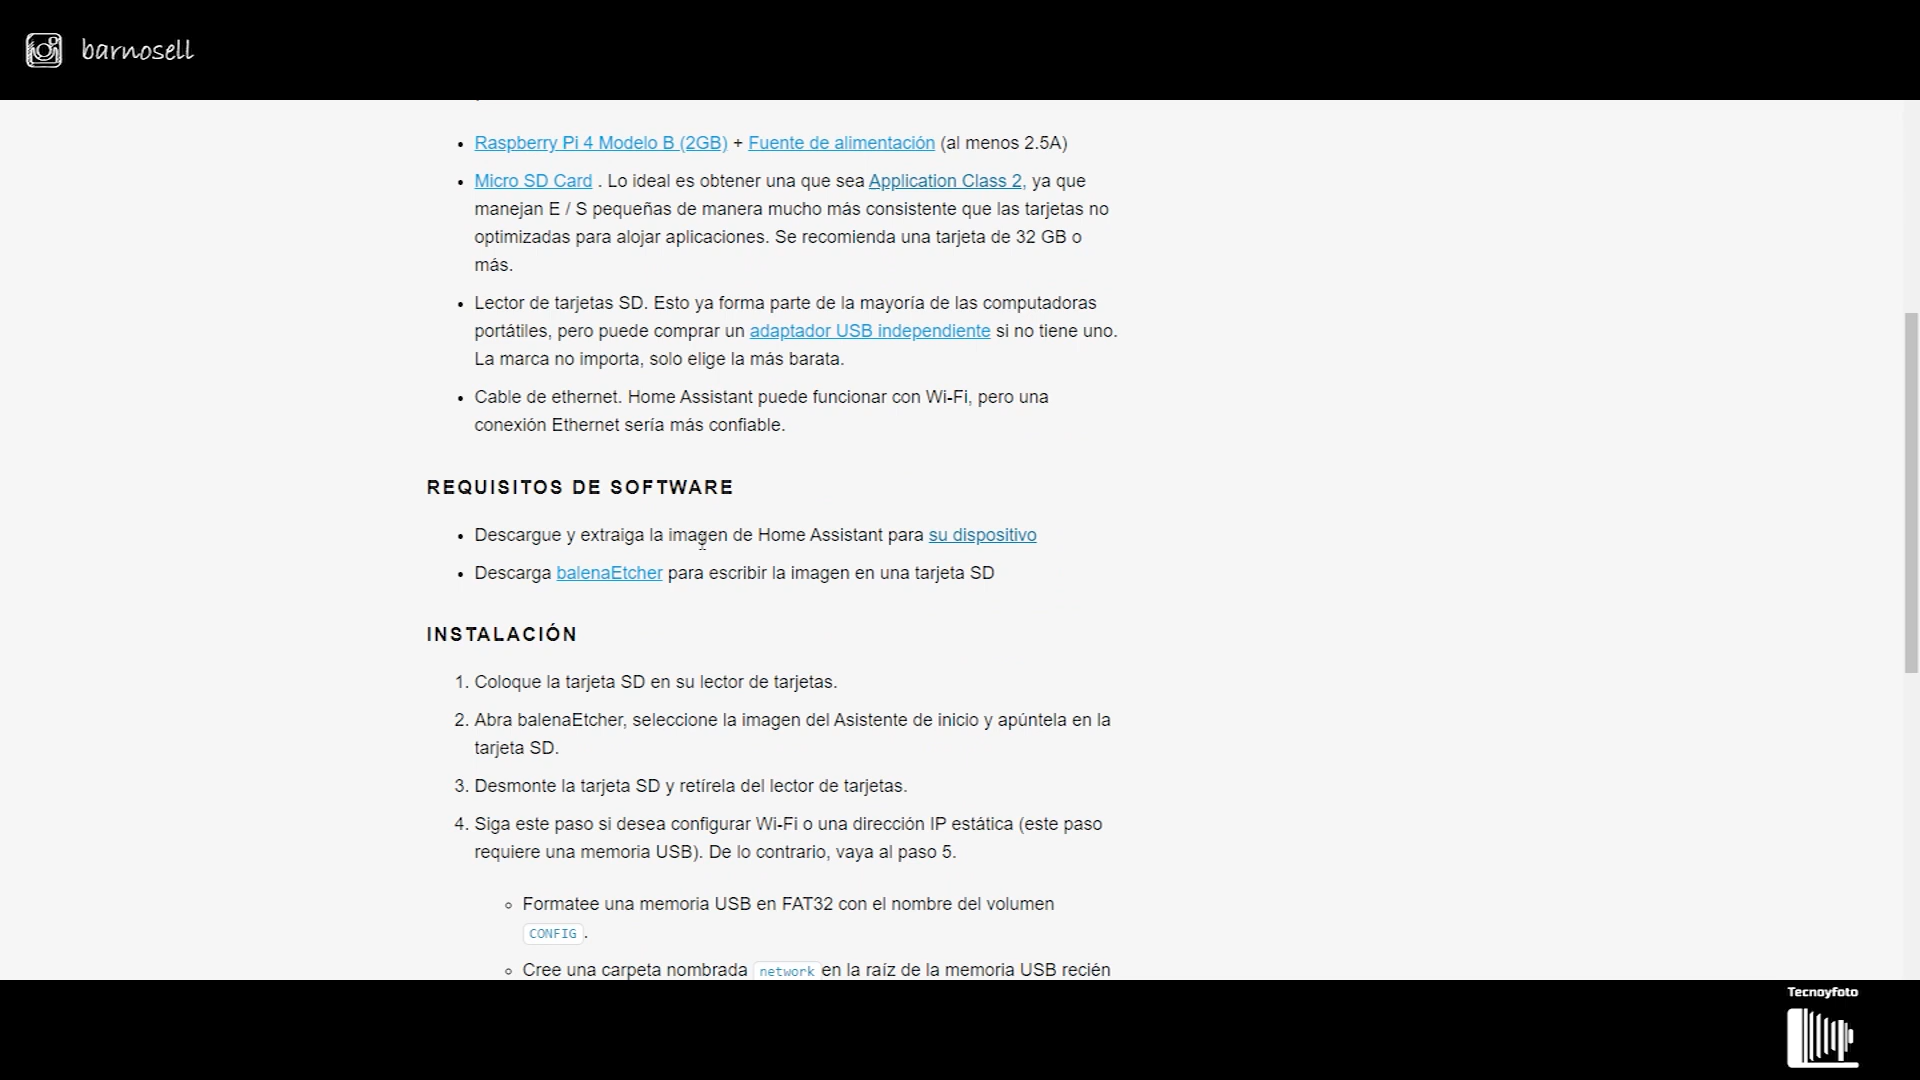 barnosell
Raspberry Pi 4 Modelo B (2GB) + Fuente de alimentación (al menos 2.5A)
Micro SD Card . Lo ideal es obtener una que sea Application Class 2, ya que
manejan E / S pequeñas de manera mucho más consistente que las tarjetas no
optimizadas para alojar aplicaciones. Se recomienda una tarjeta de 32 GB o
más.
Lector de tarjetas SD. Esto ya forma parte de la mayoría de las computadoras
portátiles, pero puede comprar un adaptador USB independiente si no tiene uno.
La marca no importa, solo elige la más barata.
Cable de ethernet. Home Assistant puede funcionar con Wi-Fi, pero una
conexión Ethernet sería más confiable.
REQUISITOS DE SOFTWARE
Descargue y extraiga la imagen de Home Assistant para su dispositivo
Descarga balenaEtcher para escribir la imagen en una tarjeta SD
INSTALACIÓN
1. Coloque la tarjeta SD en su lector de tarjetas.
2. Abra balenaEtcher, seleccione la imagen del Asistente de inicio y apúntela en la
tarjeta SD.
3. Desmonte la tarjeta SD y retírela del lector de tarjetas.
4. Siga este paso si desea configurar Wi-Fi o una dirección IP estática (este paso
requiere una memoria USB). De lo contrario, vaya al paso 5.
Formatee una memoria USB en FAT32 con el nombre del volumen
CONFIG .
Cree una carpeta nombrada network en la raíz de la memoria USB recién
Tecnoyfoto